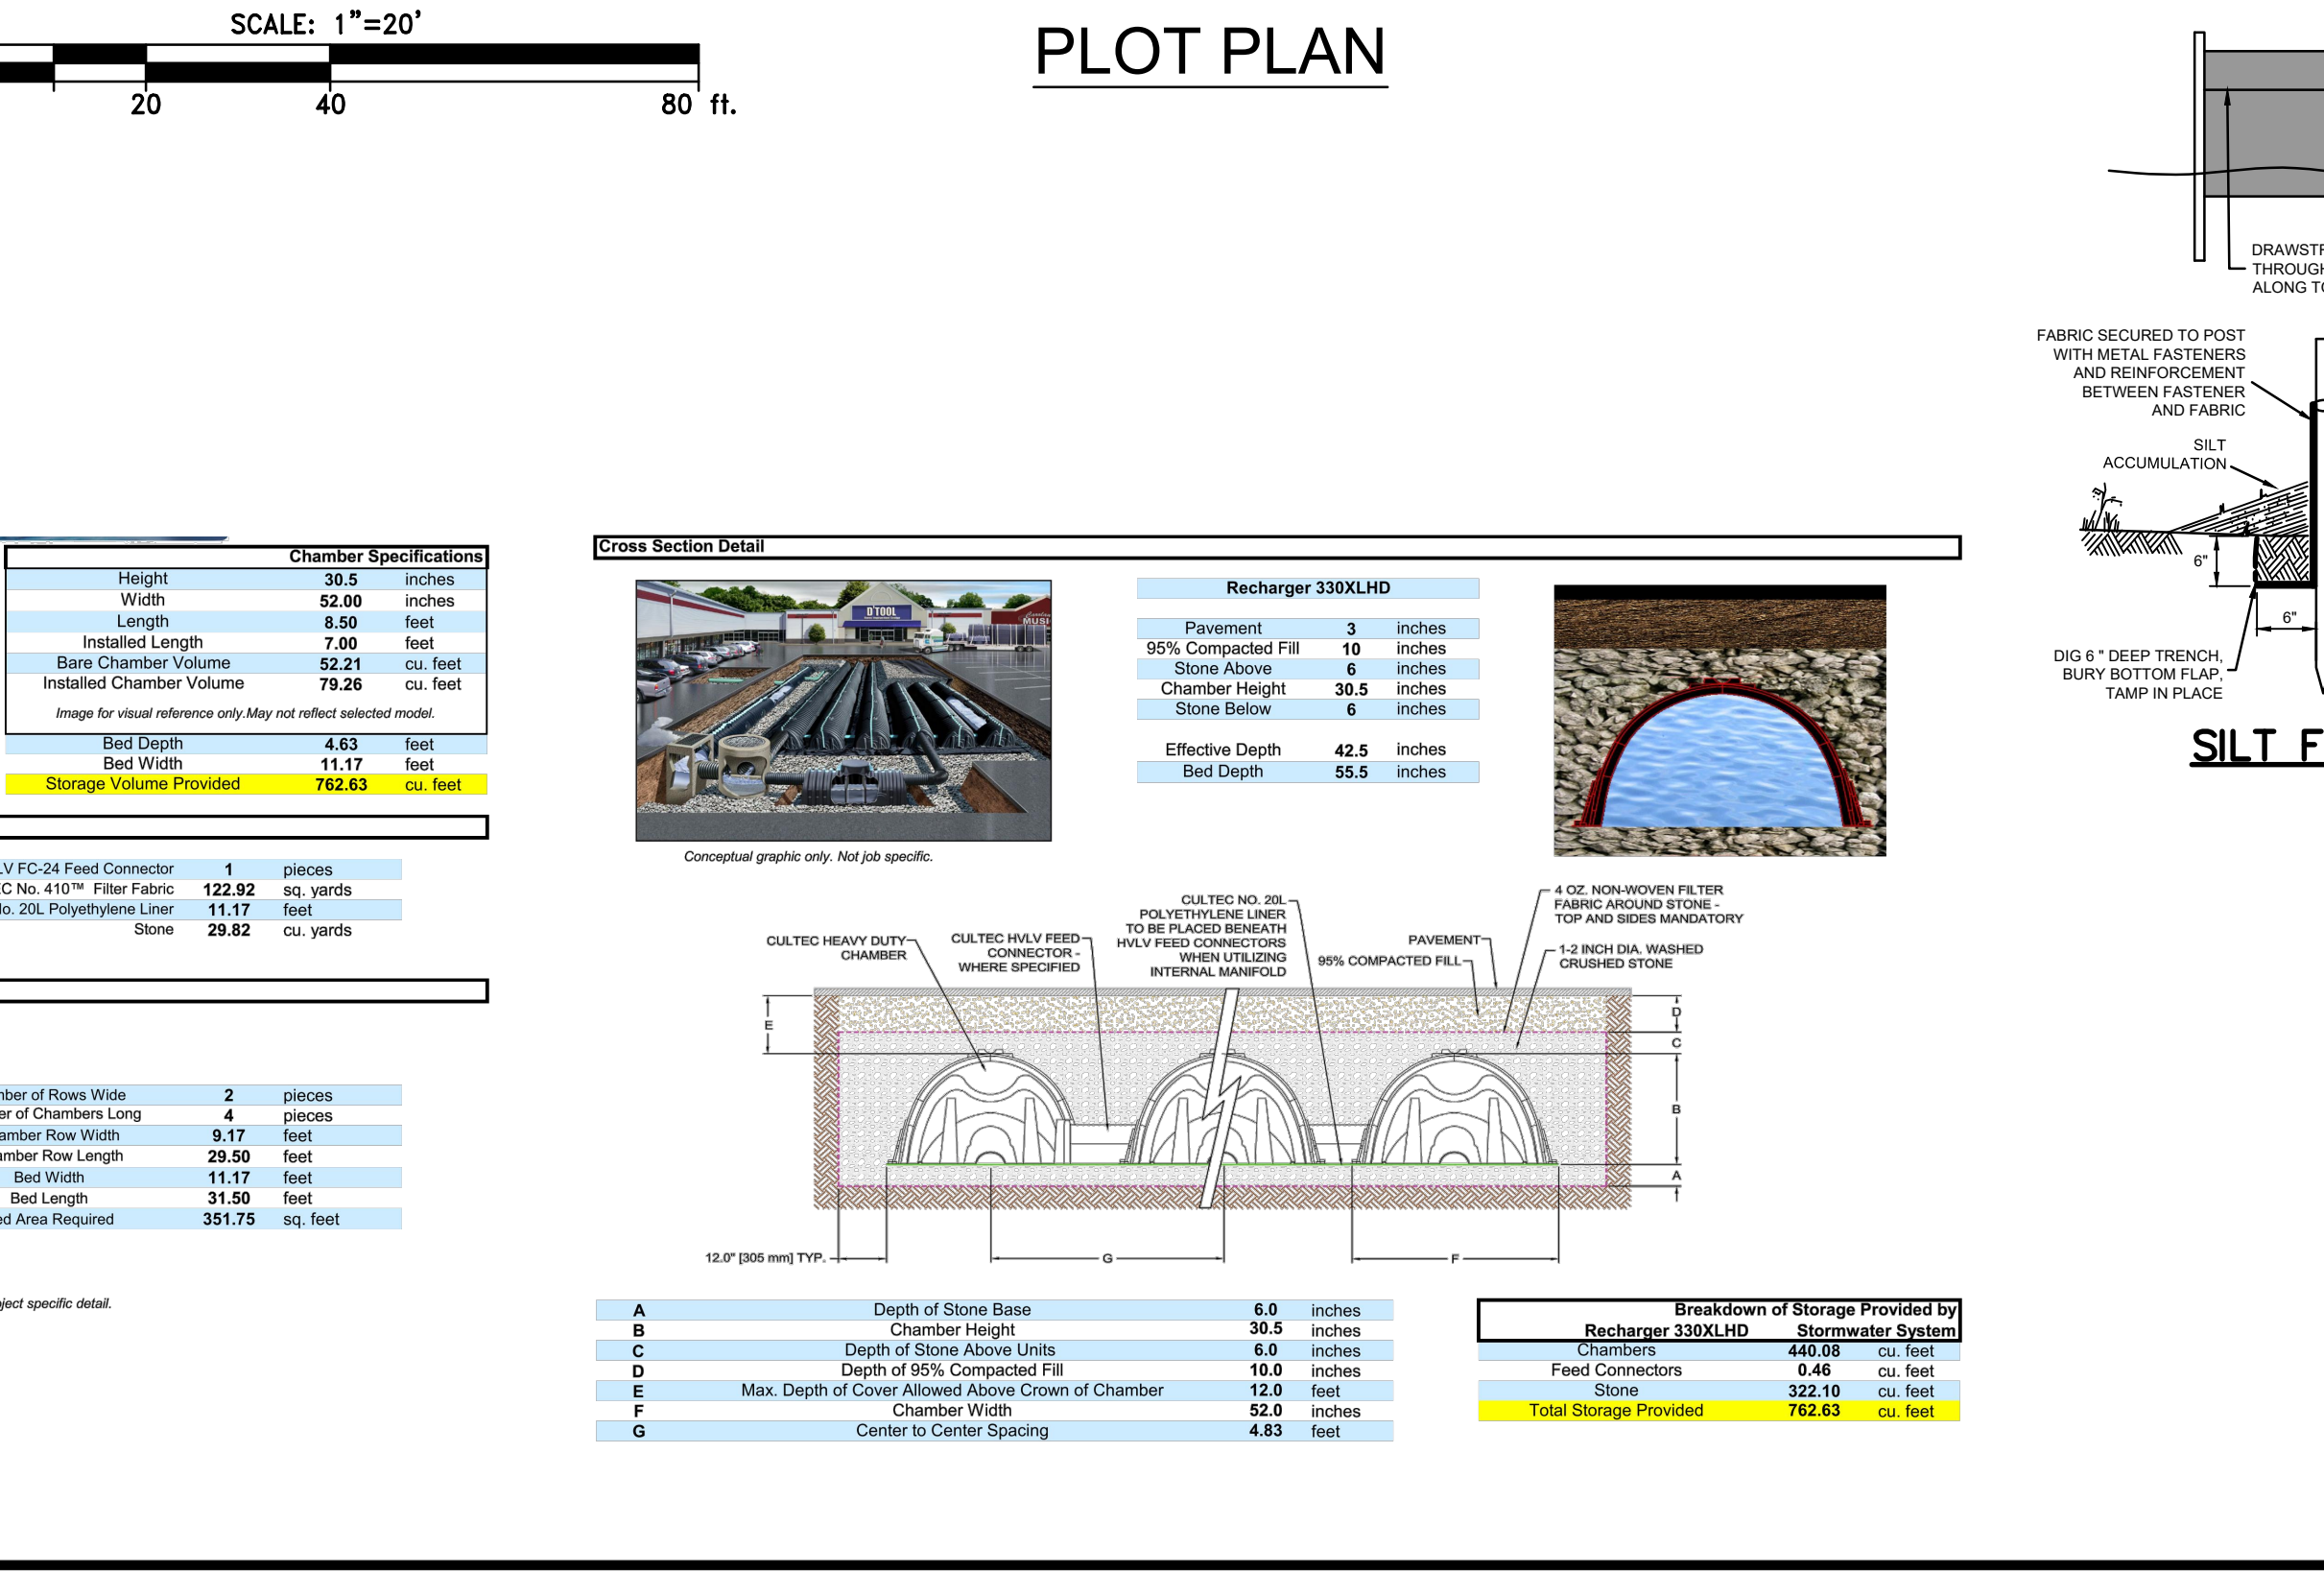 SCALE: 1"=20'
20 40 80 ft.
PLOT PLAN
THROUGH
ALONG
FABRIC SECURED TO POST
WITH METAL FASTENERS
AND REINFORCEMENT
BETWEEN FASTENER
AND FABRIC
SILT
ACCUMULATION
6"
6"
DIG 6 " DEEP TRENCH,
BURY BOTTOM FLAP,
TAMP IN PLACE
SILT F
Chamber Specifications
Height 30.5 inches
Width 52.00 inches
Length 8.50 feet
Installed Length 7.00 feet
Bare Chamber Volume 52.21 cu. feet
Installed Chamber Volume 79.26 cu. feet
Image for visual reference only.May not reflect selected model.
Bed Depth 4.63 feet
Bed Width 11.17 feet
Storage Volume Provided 762.63 cu. feet
LV FC-24 Feed Connector 1 pieces
EC No. 410™ Filter Fabric 122.92 sq. yards
No. 20L Polyethylene Liner 11.17 feet
Stone 29.82 cu. yards
mber of Rows Wide 2 pieces
er of Chambers Long 4 pieces
amber Row Width 9.17 feet
amber Row Length 29.50 feet
Bed Width 11.17 feet
Bed Length 31.50 feet
ed Area Required 351.75 sq. feet
ject specific detail.
Cross Section Detail
D'TOOL
MUSI
Conceptual graphic only. Not job specific.
Recharger 330XLHD
Pavement 3 inches
95% Compacted Fill 10 inches
Stone Above 6 inches
Chamber Height 30.5 inches
Stone Below 6 inches
Effective Depth 42.5 inches
Bed Depth 55.5 inches
CULTEC HEAVY DUTY
CHAMBER
CULTEC HVLV FEED
CONNECTOR -
WHERE SPECIFIED
CULTEC NO. 20L
POLYETHYLENE LINER
TO BE PLACED BENEATH
HVLV FEED CONNECTORS
WHEN UTILIZING
INTERNAL MANIFOLD
PAVEMENT
95% COMPACTED FILL
4 OZ. NON-WOVEN FILTER
FABRIC AROUND STONE -
TOP AND SIDES MANDATORY
1-2 INCH DIA. WASHED
CRUSHED STONE
E
D
C
B
A
12.0" [305 mm] TYP.
G
F
A Depth of Stone Base 6.0 inches
B Chamber Height 30.5 inches
C Depth of Stone Above Units 6.0 inches
D Depth of 95% Compacted Fill 10.0 inches
E Max. Depth of Cover Allowed Above Crown of Chamber 12.0 feet
F Chamber Width 52.0 inches
G Center to Center Spacing 4.83 feet
Breakdown of Storage Provided by
Recharger 330XLHD Stormwater System
Chambers 440.08 cu. feet
Feed Connectors 0.46 cu. feet
Stone 322.10 cu. feet
Total Storage Provided 762.63 cu. feet